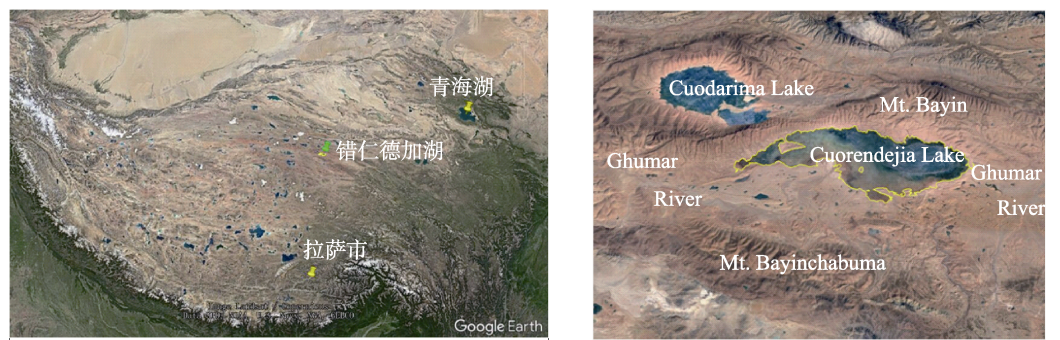 青海湖
错仁德加湖
拉萨市
Google Earth
Cuodarima Lake
Mt. Bayin
Cuorendejia Lake
Ghumar
River
Ghumar
River
Mt. Bayinchabuma